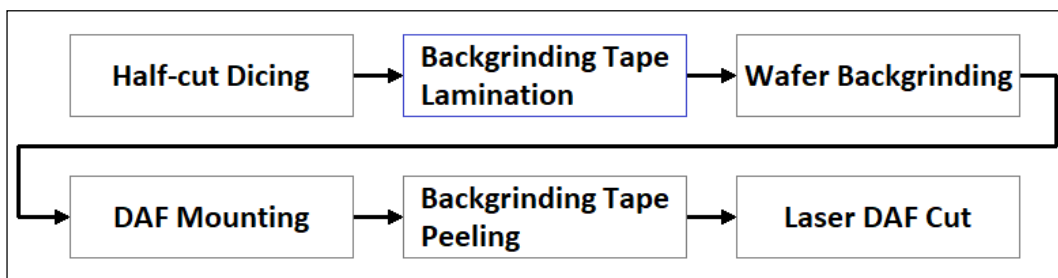 Half-cut Dicing
Backgrinding Tape
Lamination
Wafer Backgrinding
DAF Mounting
Backgrinding Tape
Peeling
Laser DAF Cut